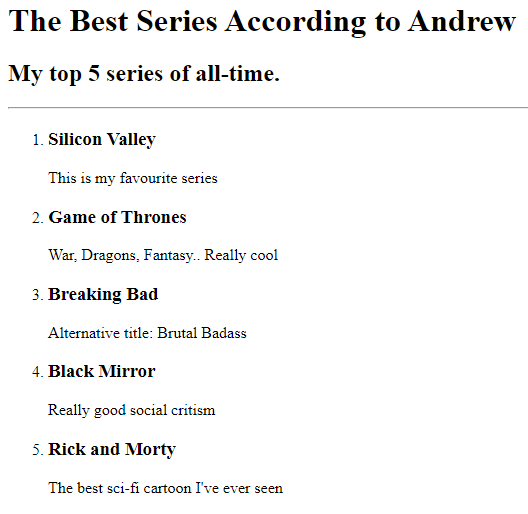 The Best Series According to Andrew
My top 5 series of all-time.
1. Silicon Valley
This is my favourite series
2. Game of Thrones
War, Dragons, Fantasy.. Really cool
3. Breaking Bad
Alternative title: Brutal Badass
4. Black Mirror
Really good social critism
5. Rick and Morty
The best sci-fi cartoon I've ever seen